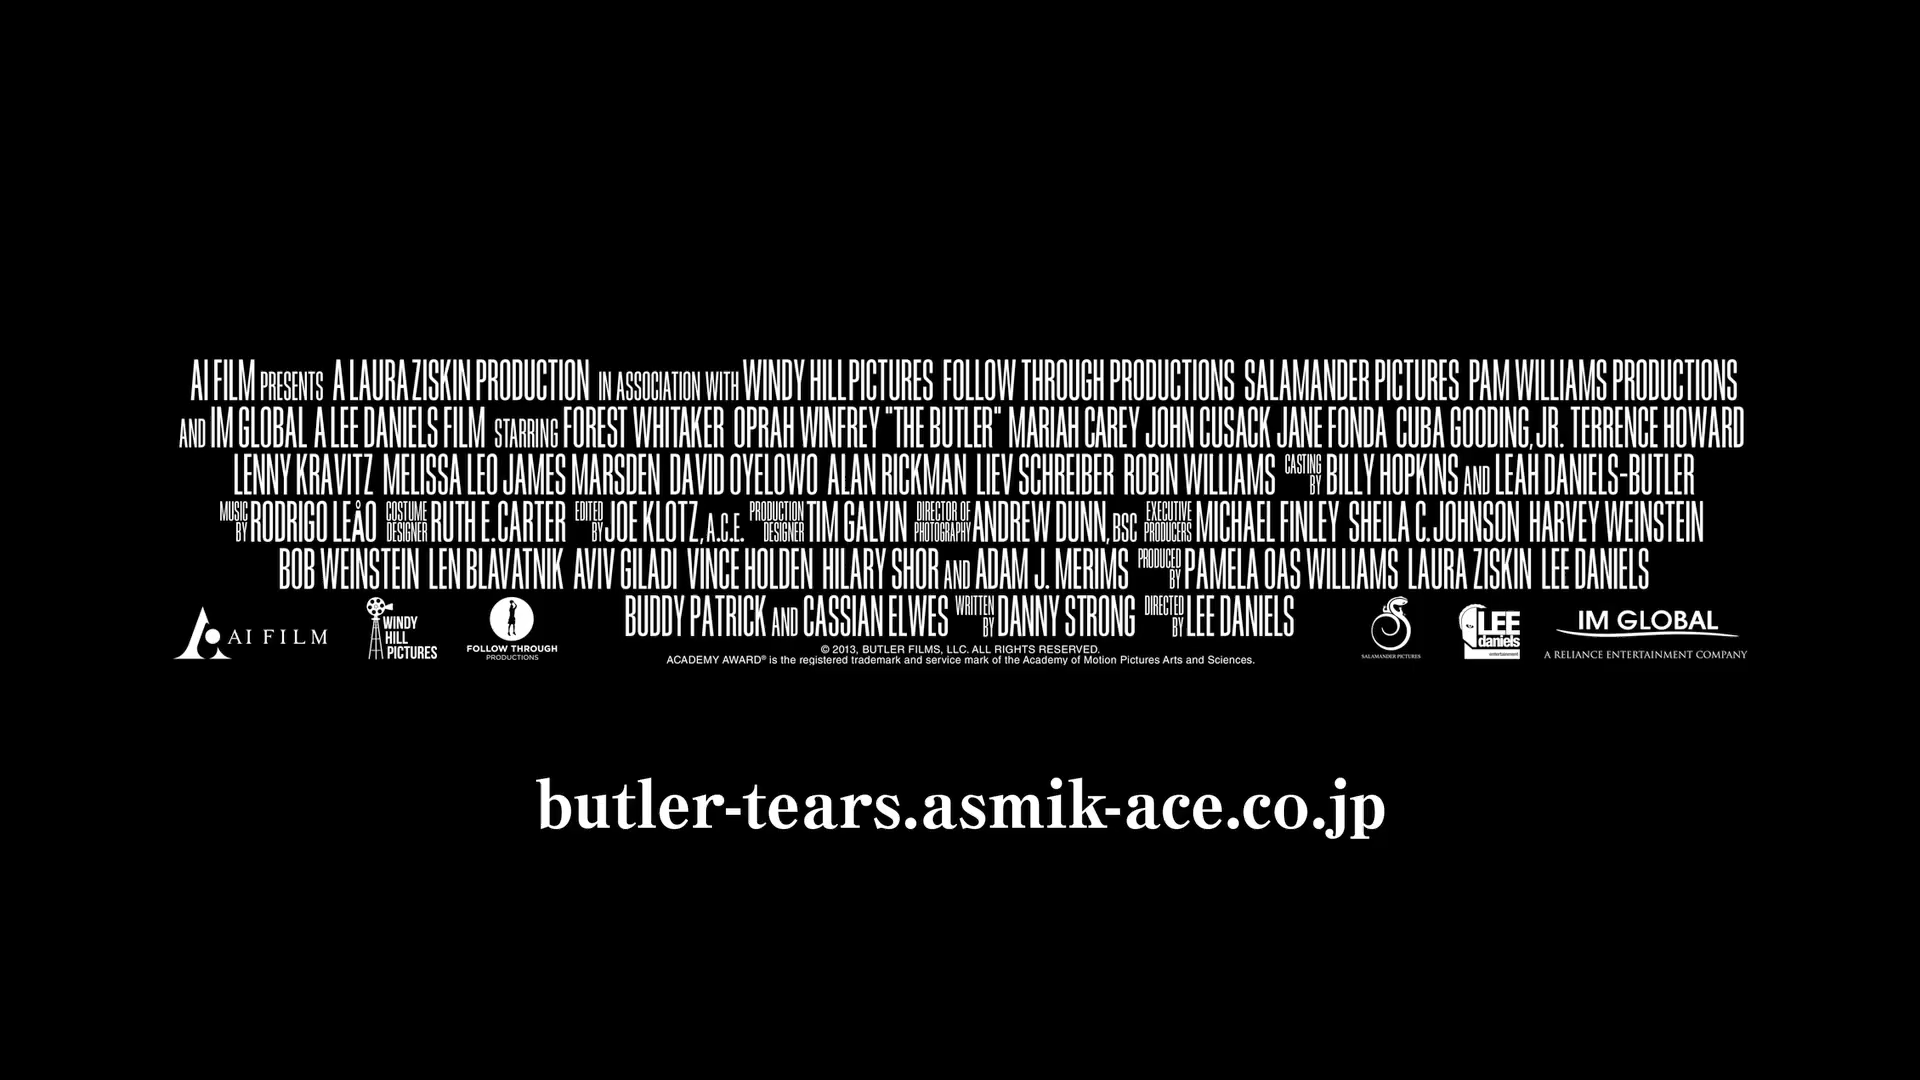 AI FILM PRESENTS A LAURA ZISKIN PRODUCTION IN ASSOCIATION WITH WINDY HILL PICTURES FOLLOW THROUGH PRODUCTIONS SALAMANDER PICTURES PAM WILLIAMS PRODUCTIONS
AND IM GLOBAL A LEE DANIELS FILM STARRING FOREST WHITAKER OPRAH WINFREY "THE BUTLER" MARIAH CAREY JOHN CUSACK JANE FONDA CUBA GOODING, JR. TERRENCE HOWARD
LENNY KRAVITZ MELISSA LEO JAMES MARSDEN DAVID OYELOWO ALAN RICKMAN LIEV SCHREIBER ROBIN WILLIAMS CASTING BY BILLY HOPKINS AND LEAH DANIELS-BUTLER
MUSIC BY RODRIGO LEÅO COSTUME DESIGNER RUTH E. CARTER EDITED BY JOE KLOTZ, A.C.E. PRODUCTION DESIGNER TIM GALVIN DIRECTOR OF PHOTOGRAPHY ANDREW DUNN, BSC EXECUTIVE PRODUCERS MICHAEL FINLEY SHEILA C. JOHNSON HARVEY WEINSTEIN
BOB WEINSTEIN LEN BLAVATNIK AVIV GILADI VINCE HOLDEN HILARY SHOR AND ADAM J. MERIMS PRODUCED BY PAMELA OAS WILLIAMS LAURA ZISKIN LEE DANIELS
BUDDY PATRICK AND CASSIAN ELWES WRITTEN BY DANNY STRONG DIRECTED BY LEE DANIELS
AI FILM
WINDY
HILL
PICTURES
FOLLOW THROUGH
PRODUCTIONS
© 2013, BUTLER FILMS, LLC. ALL RIGHTS RESERVED.
ACADEMY AWARD® is the registered trademark and service mark of the Academy of Motion Pictures Arts and Sciences.
SALAMANDER PICTURES
LEE
daniels
entertainment
IM GLOBAL
A RELIANCE ENTERTAINMENT COMPANY
butler-tears.asmik-ace.co.jp